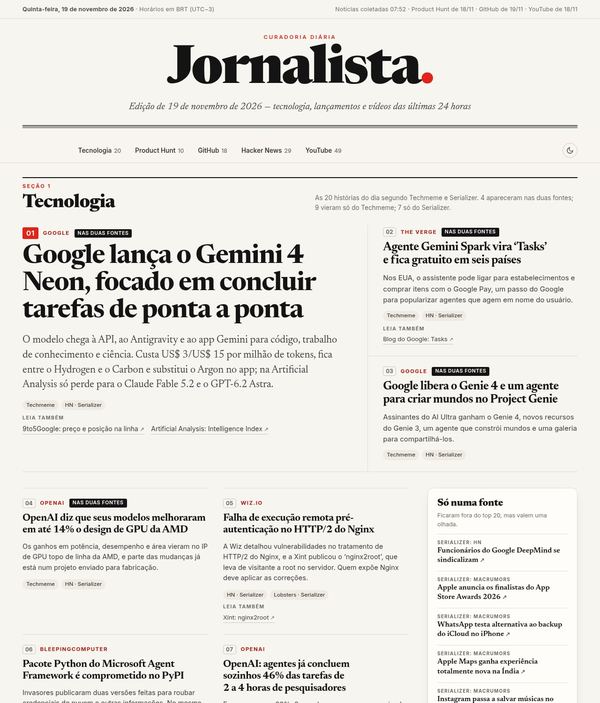 Quinta-feira, 19 de novembro de 2026 · Horários em BRT (UTC−3)
Notícias coletadas 07:52 · Product Hunt de 18/11 · GitHub de 19/11 · YouTube de 18/11
CURADORIA DIÁRIA
Jornalista.
Edição de 19 de novembro de 2026 — tecnologia, lançamentos e vídeos das últimas 24 horas
Tecnologia 20 Product Hunt 10 GitHub 18 Hacker News 29 YouTube 49
SEÇÃO 1
Tecnologia
As 20 histórias do dia segundo Techmeme e Serializer. 4 apareceram nas duas fontes;
9 vieram só do Techmeme; 7 só do Serializer.
01 GOOGLE NAS DUAS FONTES
Google lança o Gemini 4
Neon, focado em concluir
tarefas de ponta a ponta
O modelo chega à API, ao Antigravity e ao app Gemini para código, trabalho
de conhecimento e ciência. Custa US$ 3/US$ 15 por milhão de tokens, fica
entre o Hydrogen e o Carbon e substitui o Argon no app; na Artificial
Analysis só perde para o Claude Fable 5.2 e o GPT-6.2 Astra.
Techmeme HN · Serializer
LEIA TAMBÉM
9to5Google: preço e posição na linha ↗ Artificial Analysis: Intelligence Index ↗
02 THE VERGE NAS DUAS FONTES
Agente Gemini Spark vira ‘Tasks’
e fica gratuito em seis países
Nos EUA, o assistente pode ligar para estabelecimentos e
comprar itens com o Google Pay, um passo do Google
para popularizar agentes que agem em nome do usuário.
Techmeme HN · Serializer
LEIA TAMBÉM
Blog do Google: Tasks ↗
03 GOOGLE NAS DUAS FONTES
Google libera o Genie 4 e um agente
para criar mundos no Project Genie
Assinantes do AI Ultra ganham o Genie 4, novos recursos
do Genie 3, um agente que constrói mundos e uma galeria
para compartilhá-los.
Techmeme HN · Serializer
04 OPENAI NAS DUAS FONTES
OpenAI diz que seus modelos melhoraram
em até 14% o design de GPU da AMD
Os ganhos em potência, desempenho e área vieram no IP
de GPU topo de linha da AMD, e parte das mudanças já
está num projeto enviado para fabricação.
Techmeme HN · Serializer
05 WIZ.IO
Falha de execução remota pré-
autenticação no HTTP/2 do Nginx
A Wiz detalhou vulnerabilidades no tratamento de
HTTP/2 do Nginx, e a Xint publicou o ‘nginx2root’, que
leva de visitante a root no servidor. Quem expõe Nginx
deve aplicar as correções.
HN · Serializer Lobsters · Serializer
LEIA TAMBÉM
Xint: nginx2root ↗
Só numa fonte
Ficaram fora do top 20, mas valem uma
olhada.
SERIALIZER: HN
Funcionários do Google DeepMind se
sindicalizam ↗
SERIALIZER: MACRUMORS
Apple anuncia os finalistas do App
Store Awards 2026 ↗
SERIALIZER: MACRUMORS
WhatsApp testa alternativa ao backup
do iCloud no iPhone ↗
SERIALIZER: MACRUMORS
Apple Maps ganha experiência
totalmente nova na Índia ↗
SERIALIZER: MACRUMORS
Instagram passa a salvar músicas no
06 BLEEPINGCOMPUTER
Pacote Python do Microsoft Agent
Framework é comprometido no PyPI
Invasores publicaram duas versões feitas para roubar
07 OPENAI
OpenAI: agentes já concluem
sozinhos 46% das tarefas de
2 a 4 horas de pesquisadores